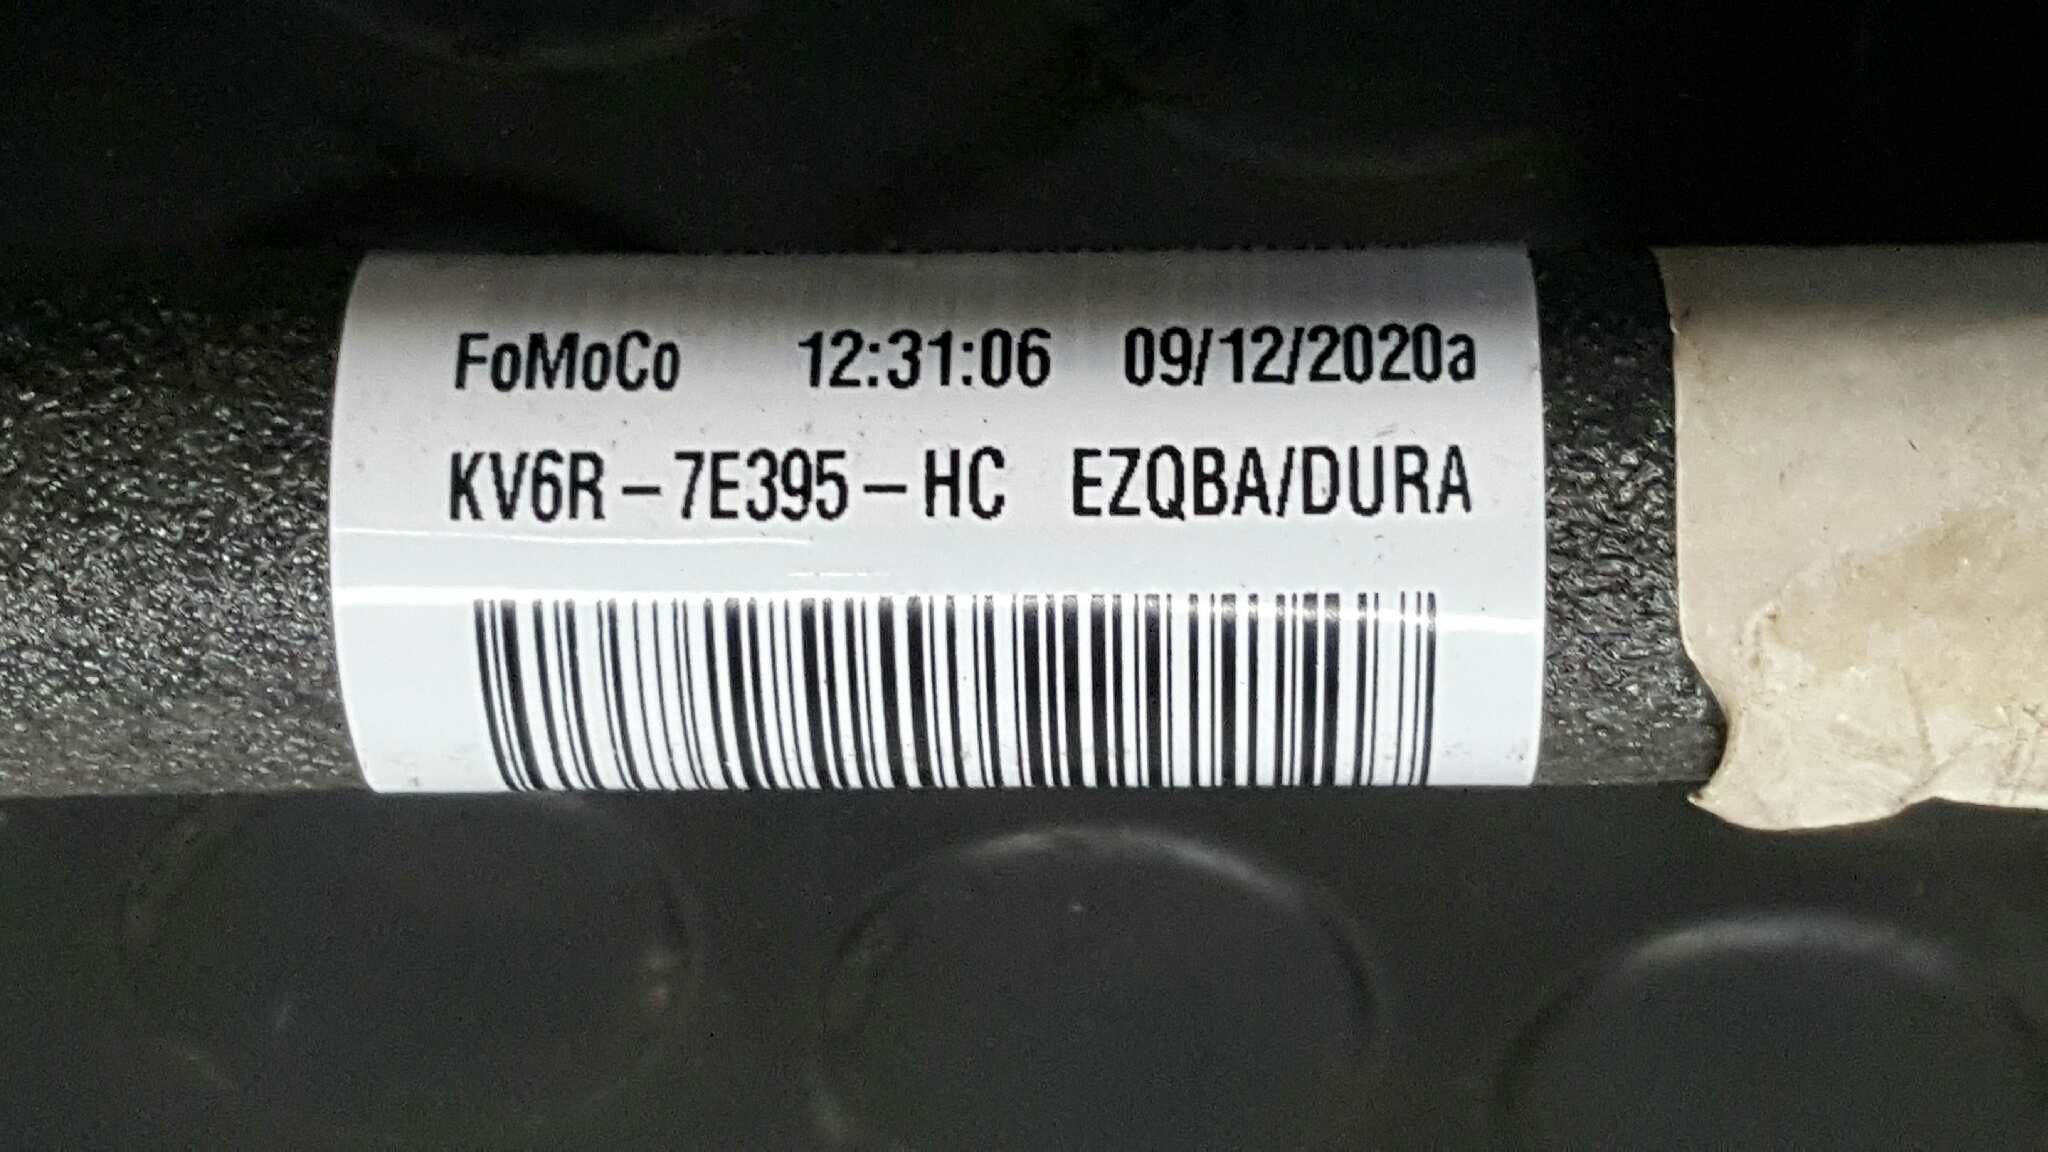 FoMoCo 12:31:06 09/12/2020a
KV6R-7E395-HC EZQBA/DURA